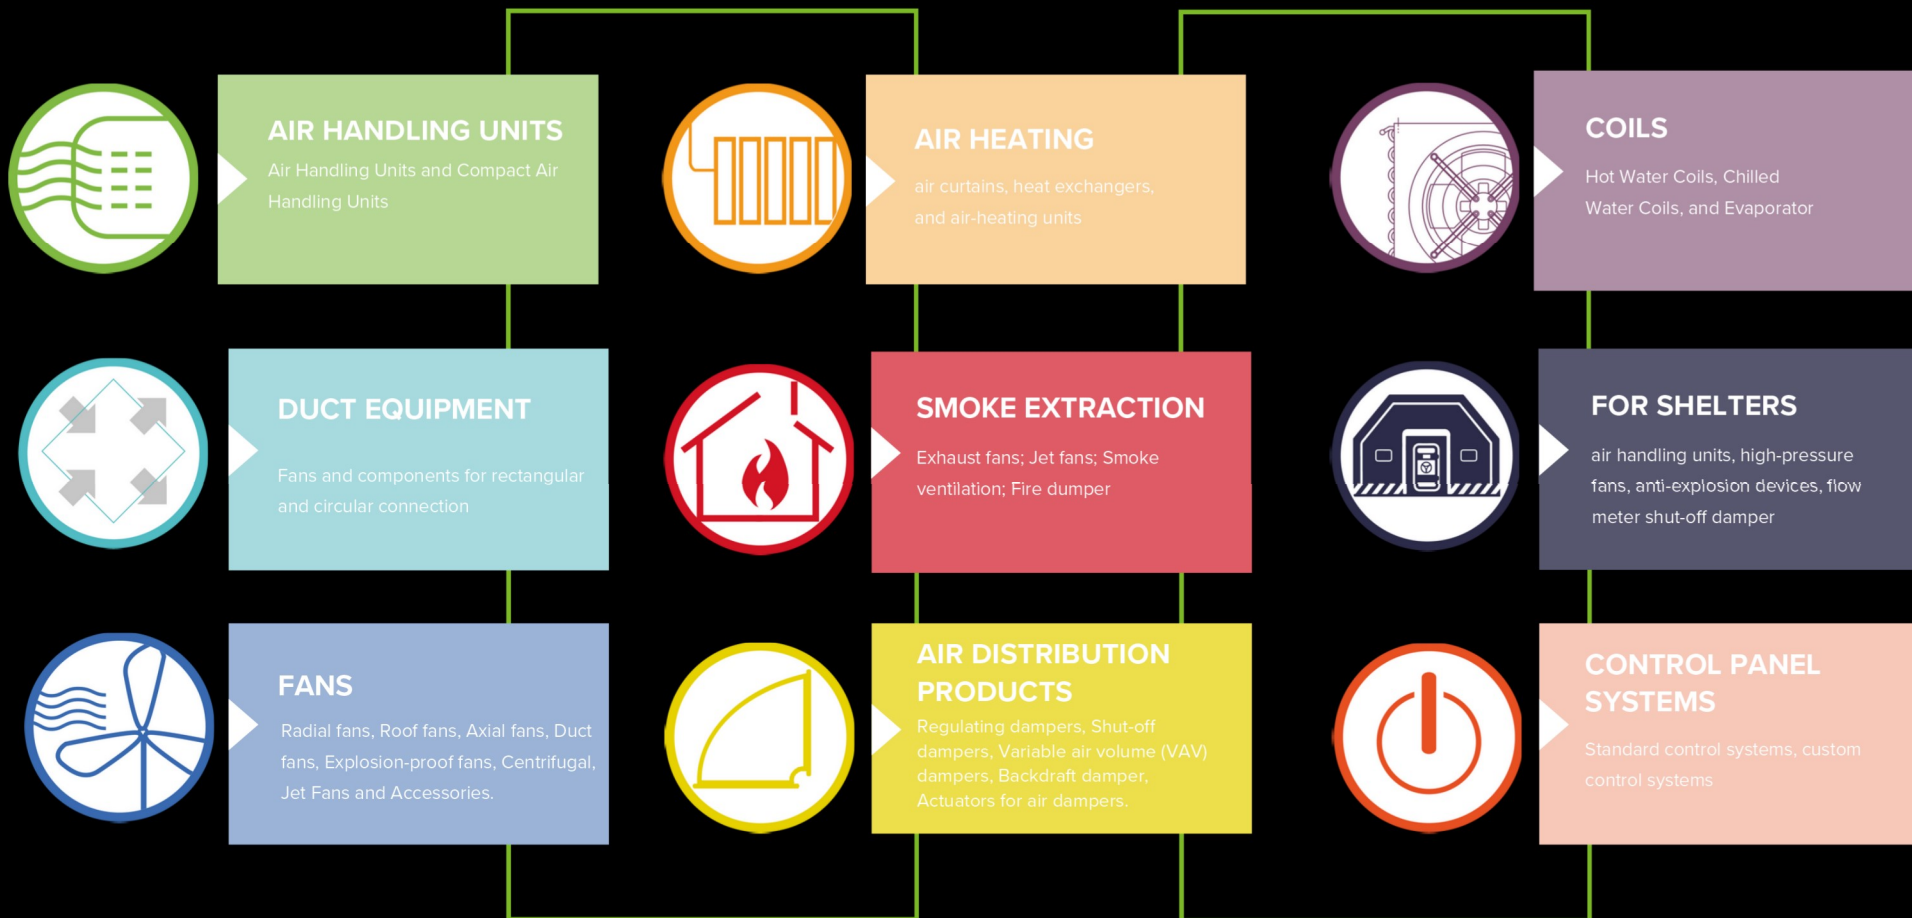 AIR HANDLING UNITS
Air Handling Units and Compact Air
Handling Units
AIR HEATING
air curtains, heat exchangers,
and air-heating units
COILS
Hot Water Coils, Chilled
Water Coils, and Evaporator
DUCT EQUIPMENT
Fans and components for rectangular
and circular connection
SMOKE EXTRACTION
Exhaust fans; Jet fans; Smoke
ventilation; Fire dumper
FOR SHELTERS
air handling units, high-pressure
fans, anti-explosion devices, flow
meter shut-off damper
FANS
Radial fans, Roof fans, Axial fans, Duct
fans, Explosion-proof fans, Centrifugal,
Jet Fans and Accessories.
AIR DISTRIBUTION
PRODUCTS
Regulating dampers, Shut-off
dampers, Variable air volume (VAV)
dampers, Backdraft damper,
Actuators for air dampers.
CONTROL PANEL
SYSTEMS
Standard control systems, custom
control systems